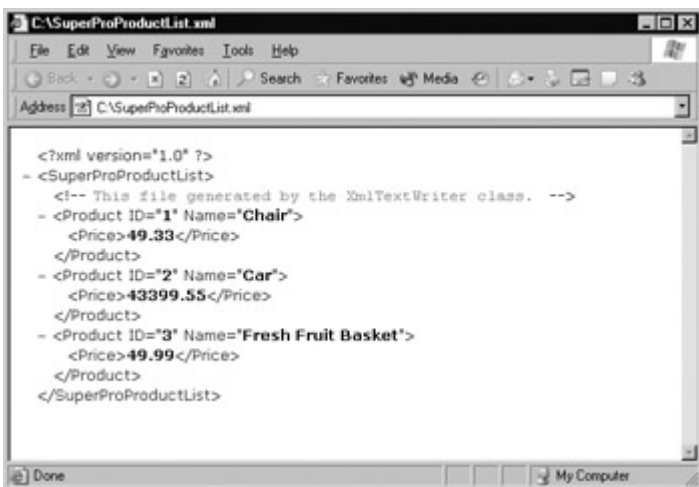 C:\SuperProProductList.xml
File Edit View Favorites Tools Help
Back Search Favorites Media
Address C:\SuperProProductList.xml
<?xml version="1.0" ?>
- <SuperProProductList>
<!-- This file generated by the XmlTextWriter class. -->
- <Product ID="1" Name="Chair">
<Price>49.33</Price>
</Product>
- <Product ID="2" Name="Car">
<Price>43399.55</Price>
</Product>
- <Product ID="3" Name="Fresh Fruit Basket">
<Price>49.99</Price>
</Product>
</SuperProProductList>
Done My Computer